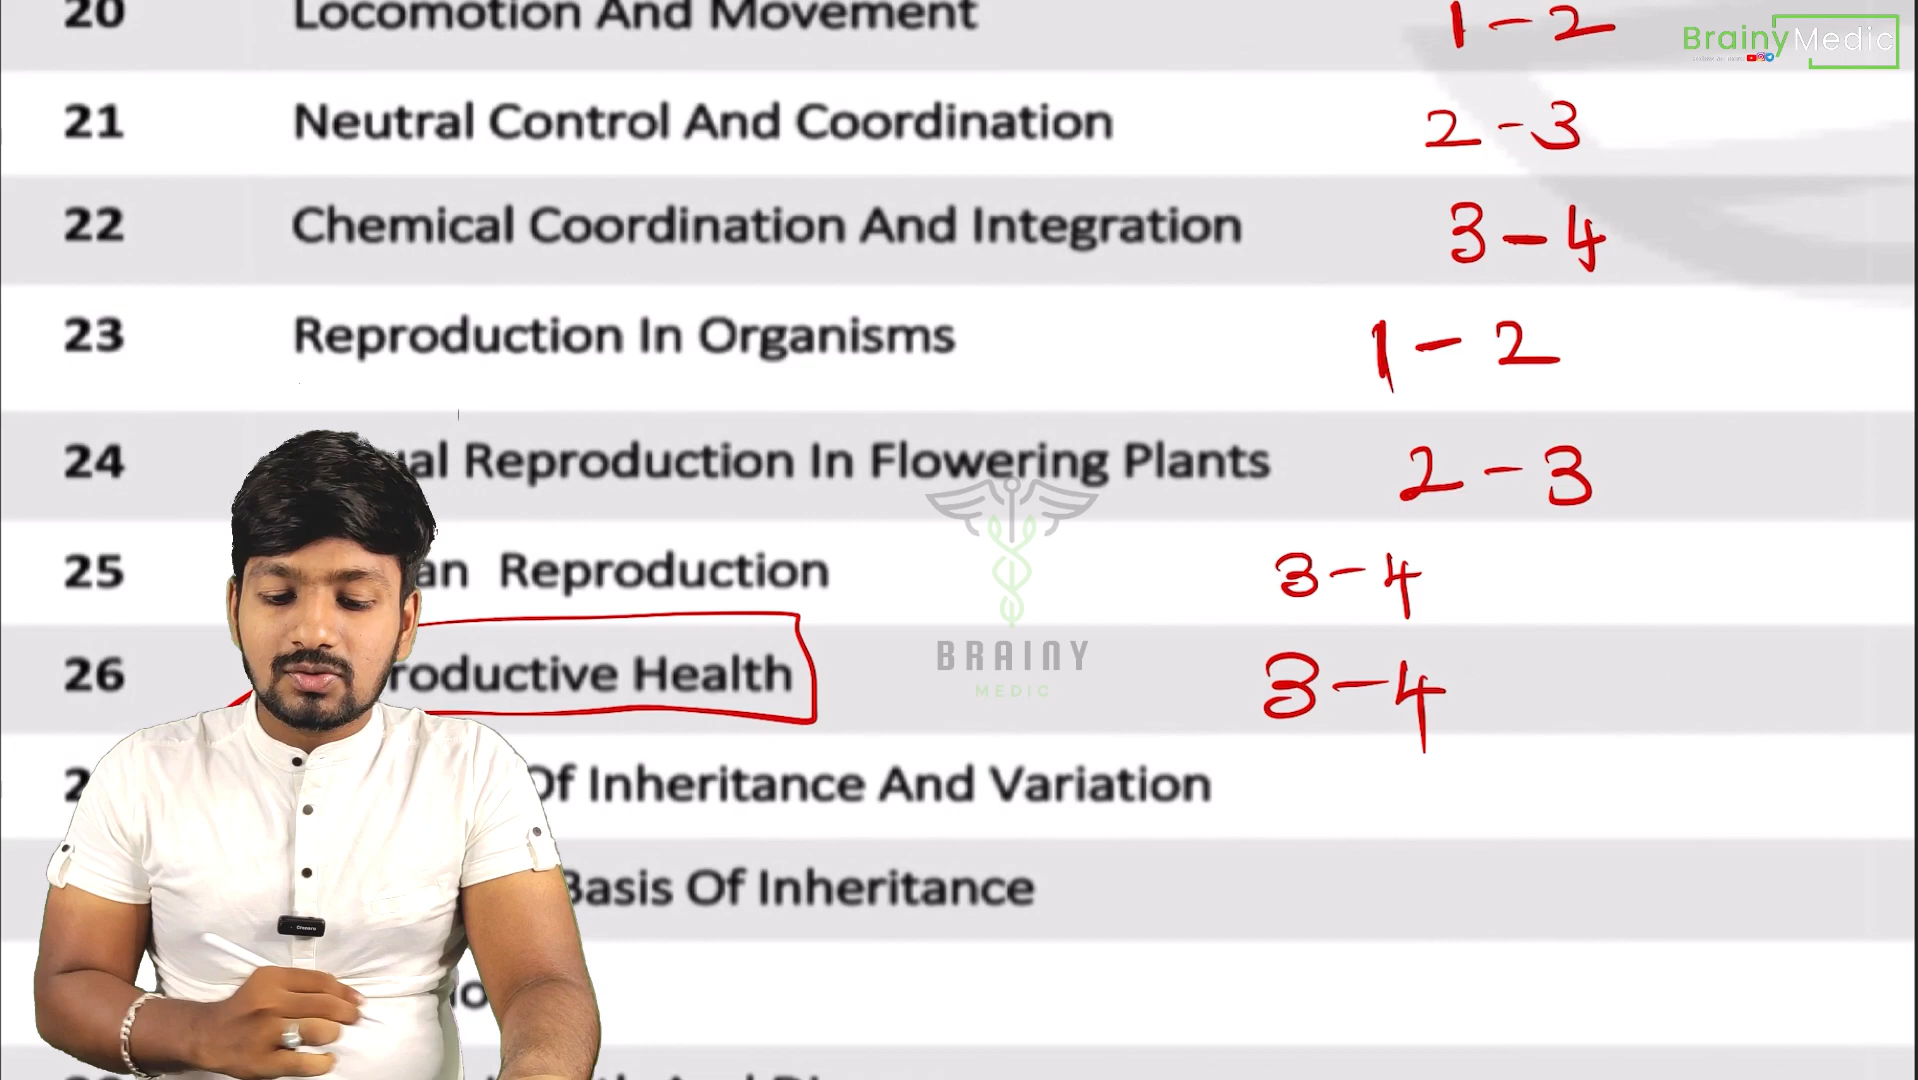 20 Locomotion And Movement 1-2
BrainyMedic
21 Neutral Control And Coordination 2-3
22 Chemical Coordination And Integration 3-4
23 Reproduction In Organisms 1-2
24 al Reproduction In Flowering Plants 2-3
25 an Reproduction 3-4
26 roductive Health 3-4
BRAINY
MEDIC
2 Of Inheritance And Variation
Basis Of Inheritance